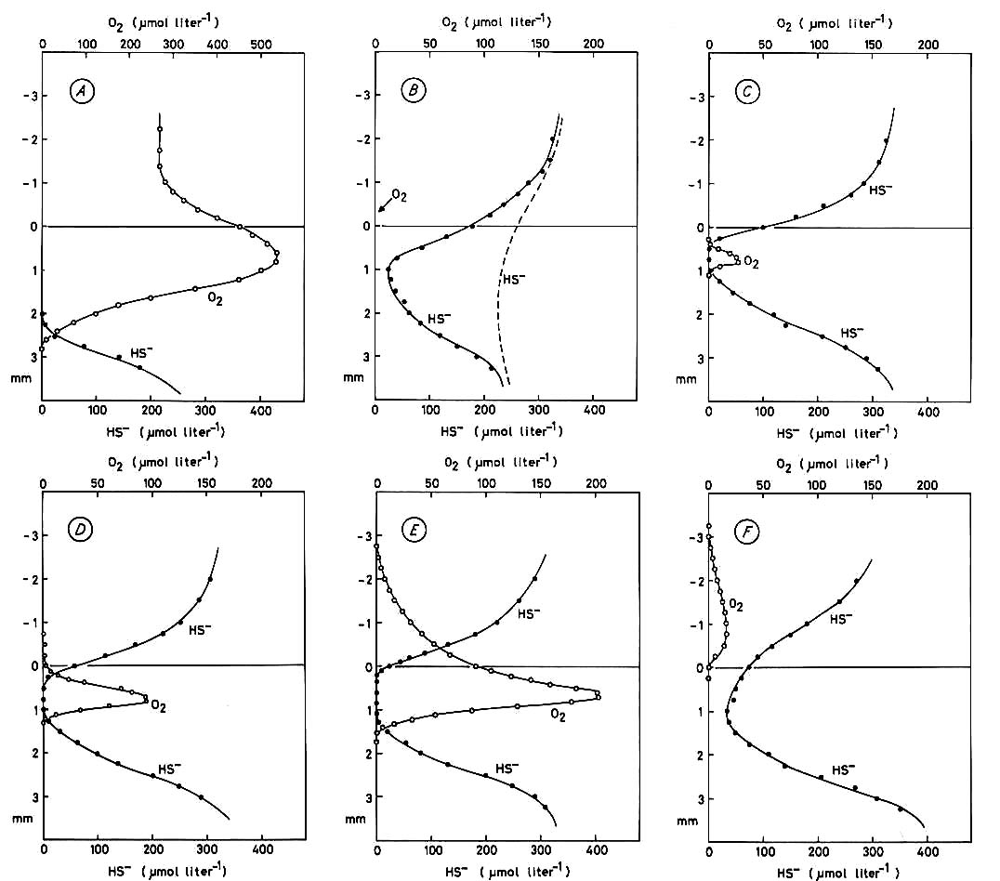 O₂ (µmol liter⁻¹)
0 100 200 300 400 500
-3
-2
-1
0
1
2
3
mm
A
O₂
HS⁻
0 100 200 300 400
HS⁻ (µmol liter⁻¹)
O₂ (µmol liter⁻¹)
0 50 100 150 200
-3
-2
-1
0
1
2
3
mm
B
O₂
HS⁻
HS⁻
0 100 200 300 400
HS⁻ (µmol liter⁻¹)
O₂ (µmol liter⁻¹)
0 50 100 150 200
-3
-2
-1
0
1
2
3
mm
C
HS⁻
O₂
HS⁻
0 100 200 300 400
HS⁻ (µmol liter⁻¹)
O₂ (µmol liter⁻¹)
0 50 100 150 200
-3
-2
-1
0
1
2
3
mm
D
HS⁻
O₂
HS⁻
0 100 200 300 400
HS⁻ (µmol liter⁻¹)
O₂ (µmol liter⁻¹)
0 50 100 150 200
-3
-2
-1
0
1
2
3
mm
E
HS⁻
O₂
HS⁻
0 100 200 300 400
HS⁻ (µmol liter⁻¹)
O₂ (µmol liter⁻¹)
0 50 100 150 200
-3
-2
-1
0
1
2
3
mm
F
O₂
HS⁻
HS⁻
0 100 200 300 400
HS⁻ (µmol liter⁻¹)